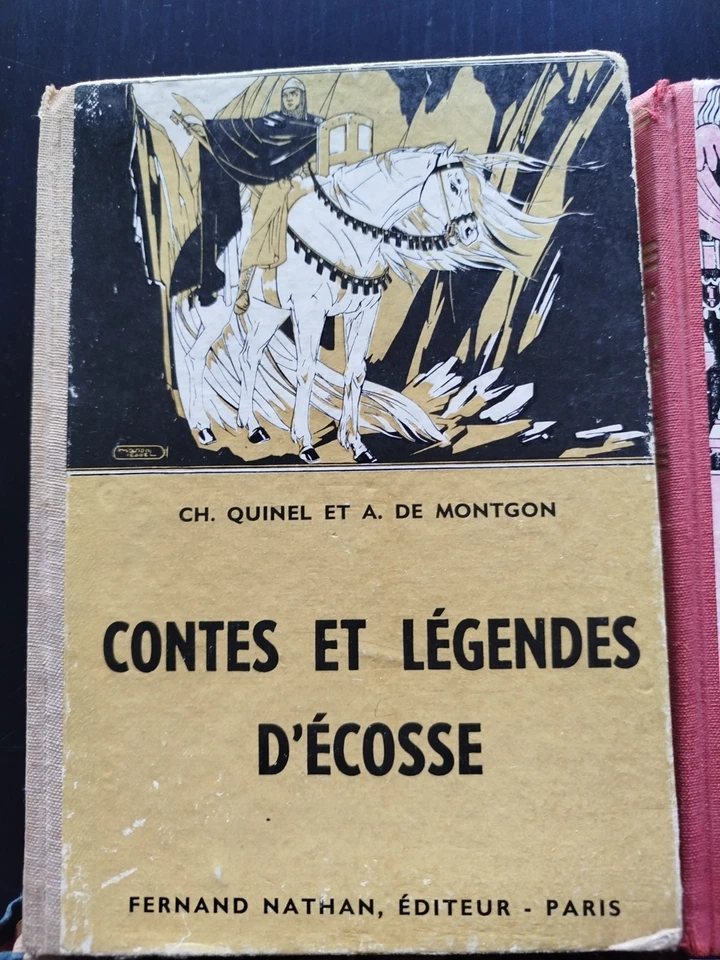 CH. QUINEL ET A. DE MONTGON
CONTES ET LÉGENDES
D'ÉCOSSE
FERNAND NATHAN, ÉDITEUR - PARIS